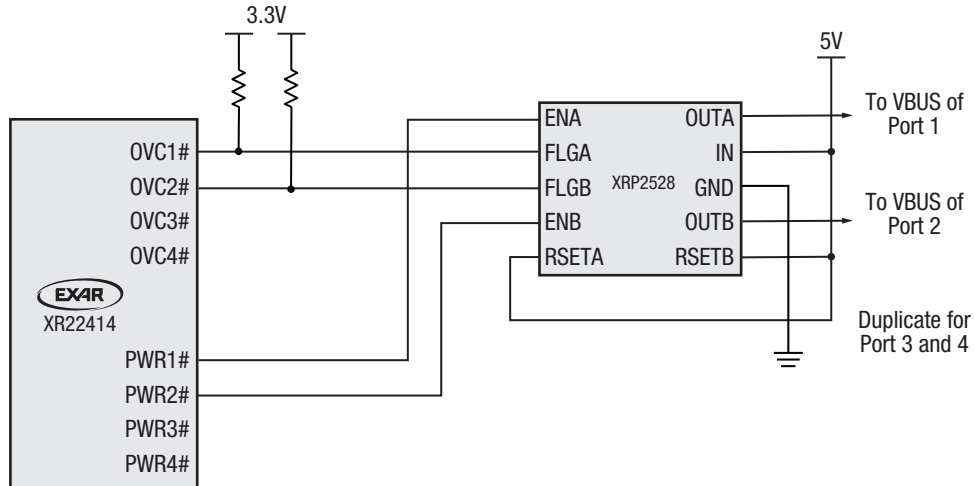 3.3V
5V
OVC1#
OVC2#
OVC3#
OVC4#
EXAR
XR22414
PWR1#
PWR2#
PWR3#
PWR4#
ENA
FLGA
FLGB
ENB
RSETA
XRP2528
OUTA
IN
GND
OUTB
RSETB
To VBUS of
Port 1
To VBUS of
Port 2
Duplicate for
Port 3 and 4